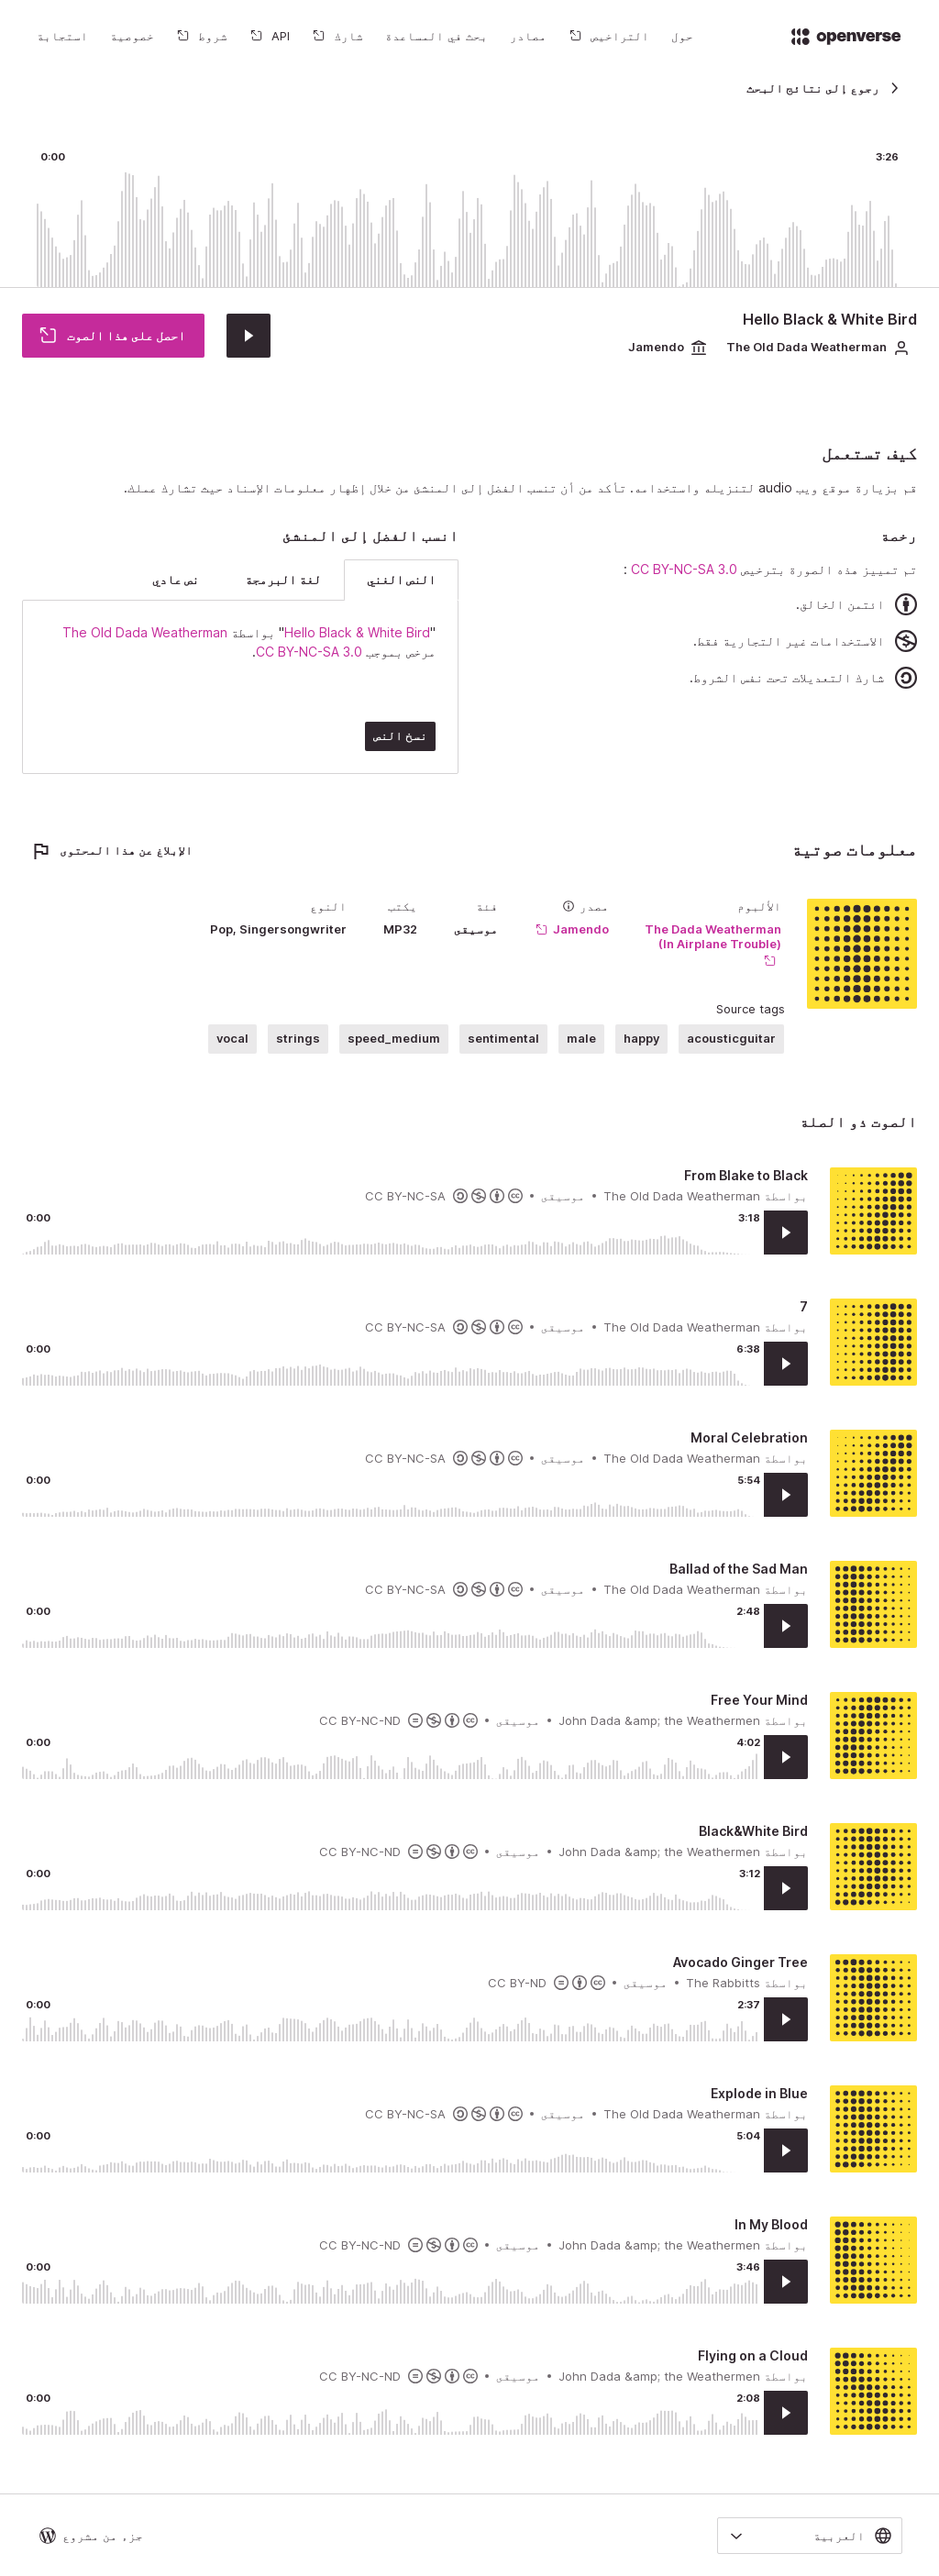 openverse
حول
التراخيص
مصادر
بحث في المساعدة
شارك
API
شروط
خصوصية
استجابة
رجوع إلى نتائج البحث
0:00
3:26
Hello Black & White Bird
The Old Dada Weatherman
Jamendo
احصل على هذا الصوت
كيف تستعمل
قم بزيارة موقع ويب audio لتنزيله واستخدامه. تأكد من أن تنسب الفضل إلى المنشئ من خلال إظهار معلومات الإسناد حيث تشارك عملك.
رخصة
تم تمييز هذه الصورة بترخيص CC BY-NC-SA 3.0 :
ائتمن الخالق.
الاستخدامات غير التجارية فقط.
شارك التعديلات تحت نفس الشروط.
انسب الفضل إلى المنشئ
النص الغني
لغة البرمجة
نص عادي
"Hello Black & White Bird" بواسطة The Old Dada Weatherman
مرخص بموجب CC BY-NC-SA 3.0.
نسخ النص
معلومات صوتية
الإبلاغ عن هذا المحتوى
الألبوم
The Dada Weatherman
(In Airplane Trouble)
مصدر
Jamendo
فئة
موسيقى
يكتب
MP32
النوع
Pop, Singersongwriter
Source tags
acousticguitar
happy
male
sentimental
speed_medium
strings
vocal
الصوت ذو الصلة
From Blake to Black
بواسطة The Old Dada Weatherman • موسيقى • CC BY-NC-SA
0:00
3:18
7
بواسطة The Old Dada Weatherman • موسيقى • CC BY-NC-SA
0:00
6:38
Moral Celebration
بواسطة The Old Dada Weatherman • موسيقى • CC BY-NC-SA
0:00
5:54
Ballad of the Sad Man
بواسطة The Old Dada Weatherman • موسيقى • CC BY-NC-SA
0:00
2:48
Free Your Mind
بواسطة John Dada &amp; the Weathermen • موسيقى • CC BY-NC-ND
0:00
4:02
Black&White Bird
بواسطة John Dada &amp; the Weathermen • موسيقى • CC BY-NC-ND
0:00
3:12
Avocado Ginger Tree
بواسطة The Rabbitts • موسيقى • CC BY-ND
0:00
2:37
Explode in Blue
بواسطة The Old Dada Weatherman • موسيقى • CC BY-NC-SA
0:00
5:04
In My Blood
بواسطة John Dada &amp; the Weathermen • موسيقى • CC BY-NC-ND
0:00
3:46
Flying on a Cloud
بواسطة John Dada &amp; the Weathermen • موسيقى • CC BY-NC-ND
0:00
2:08
العربية
جزء من مشروع